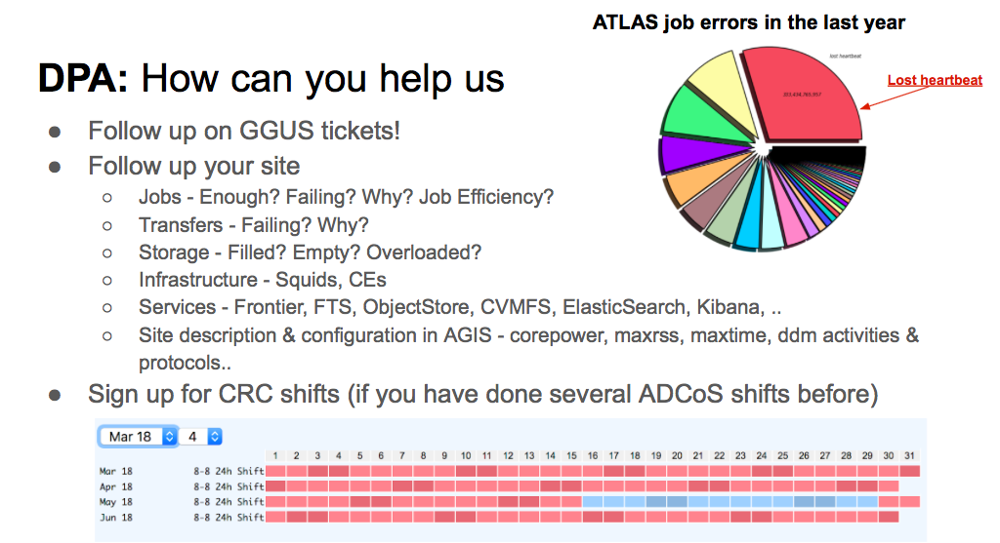 ATLAS job errors in the last year
lost heartbeat
Lost heartbeat
DPA: How can you help us
● Follow up on GGUS tickets!
● Follow up your site
○ Jobs - Enough? Failing? Why? Job Efficiency?
○ Transfers - Failing? Why?
○ Storage - Filled? Empty? Overloaded?
○ Infrastructure - Squids, CEs
○ Services - Frontier, FTS, ObjectStore, CVMFS, ElasticSearch, Kibana, ..
○ Site description & configuration in AGIS - corepower, maxrss, maxtime, ddm activities &
protocols..
● Sign up for CRC shifts (if you have done several ADCoS shifts before)
Mar 18 4
1 2 3 4 5 6 7 8 9 10 11 12 13 14 15 16 17 18 19 20 21 22 23 24 25 26 27 28 29 30 31
Mar 18 8-8 24h Shift
Apr 18 8-8 24h Shift
May 18 8-8 24h Shift
Jun 18 8-8 24h Shift